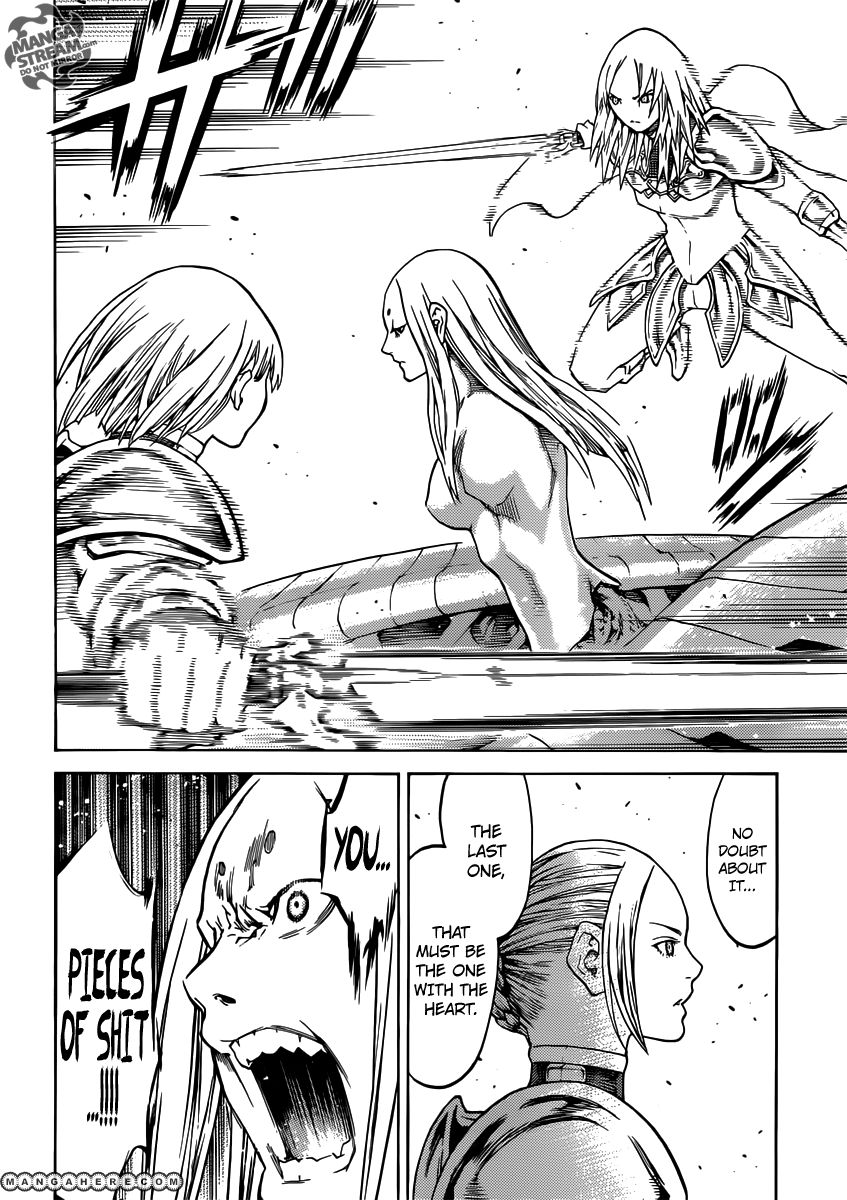 MANGA
STREAM.com
DO NOT MIRROR
NO
DOUBT
ABOUT
IT...
THE
LAST
ONE,
THAT
MUST BE
THE ONE
WITH THE
HEART.
YOU...
PIECES
OF SHIT
...!!!!
MANGAHERE.COM